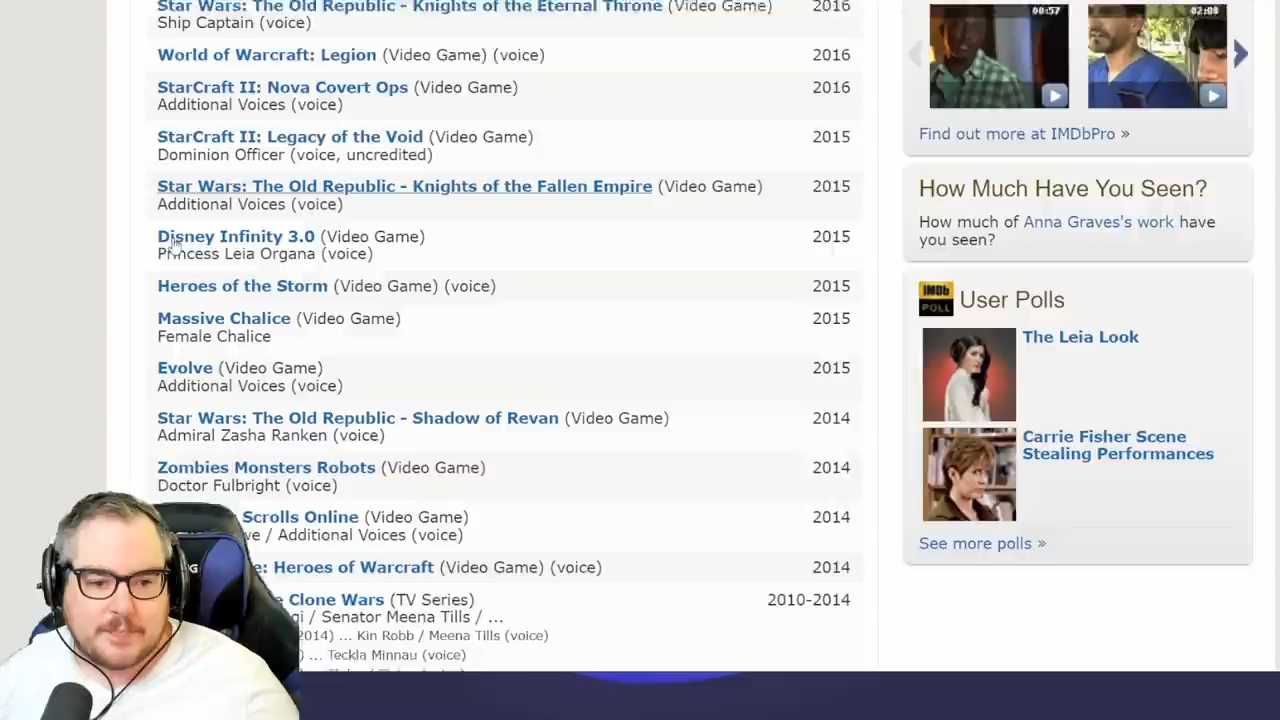 Star Wars: The Old Republic - Knights of the Eternal Throne (Video Game) 2016
Ship Captain (voice)
World of Warcraft: Legion (Video Game) (voice) 2016
StarCraft II: Nova Covert Ops (Video Game) 2016
Additional Voices (voice)
StarCraft II: Legacy of the Void (Video Game) 2015
Dominion Officer (voice, uncredited)
Star Wars: The Old Republic - Knights of the Fallen Empire (Video Game) 2015
Additional Voices (voice)
Disney Infinity 3.0 (Video Game) 2015
Princess Leia Organa (voice)
Heroes of the Storm (Video Game) (voice) 2015
Massive Chalice (Video Game) 2015
Female Chalice
Evolve (Video Game) 2015
Additional Voices (voice)
Star Wars: The Old Republic - Shadow of Revan (Video Game) 2014
Admiral Zasha Ranken (voice)
Zombies Monsters Robots (Video Game) 2014
Doctor Fulbright (voice)
Scrolls Online (Video Game) 2014
/ Additional Voices (voice)
: Heroes of Warcraft (Video Game) (voice) 2014
Clone Wars (TV Series) 2010-2014
/ Senator Meena Tills / ...
2014) ... Kin Robb / Meena Tills (voice)
) ... Teckla Minnau (voice)
00:57
02:09
Find out more at IMDbPro »
How Much Have You Seen?
How much of Anna Graves's work have
you seen?
IMDb
POLL
User Polls
The Leia Look
Carrie Fisher Scene
Stealing Performances
See more polls »